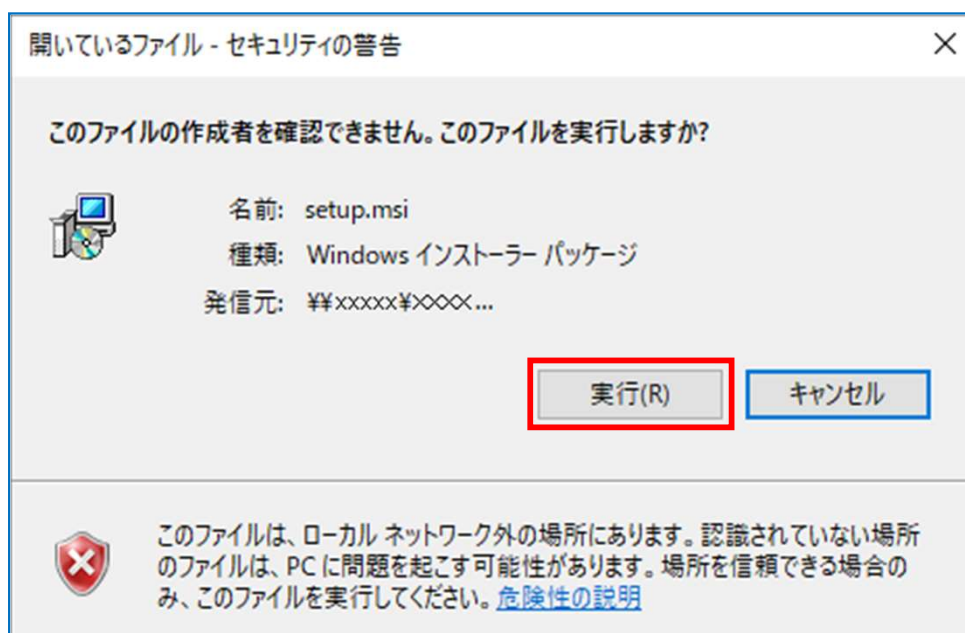 開いているファイル - セキュリティの警告
このファイルの作成者を確認できません。このファイルを実行しますか?
名前: setup.msi
種類: Windows インストーラー パッケージ
発信元: ¥¥xxxxx¥XXXX...
実行(R) キャンセル
このファイルは、ローカル ネットワーク外の場所にあります。認識されていない場所
のファイルは、PC に問題を起こす可能性があります。場所を信頼できる場合の
み、このファイルを実行してください。危険性の説明